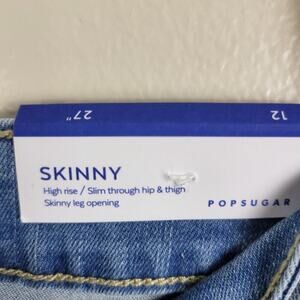 27" 12
SKINNY
High rise / Slim through hip & thigh
Skinny leg opening
POPSUGAR